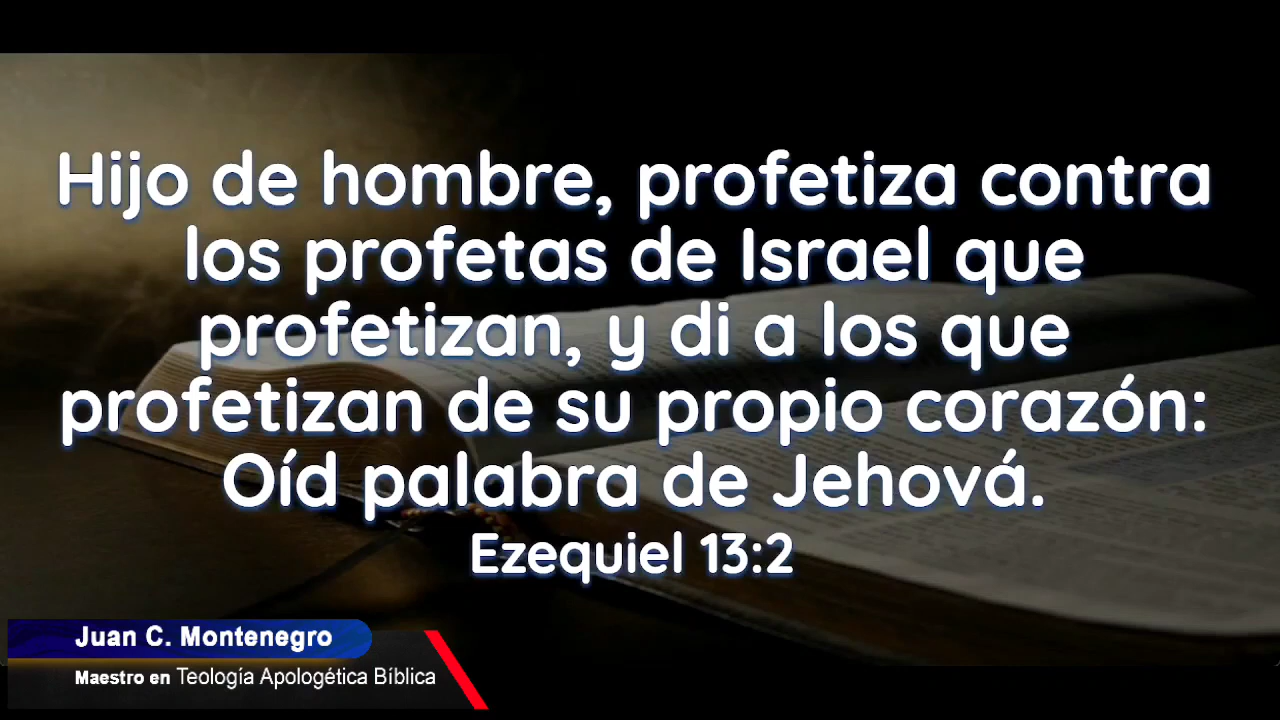 Hijo de hombre, profetiza contra
los profetas de Israel que
profetizan, y di a los que
profetizan de su propio corazón:
Oíd palabra de Jehová.
Ezequiel 13:2
Juan C. Montenegro
Maestro en Teología Apologética Bíblica